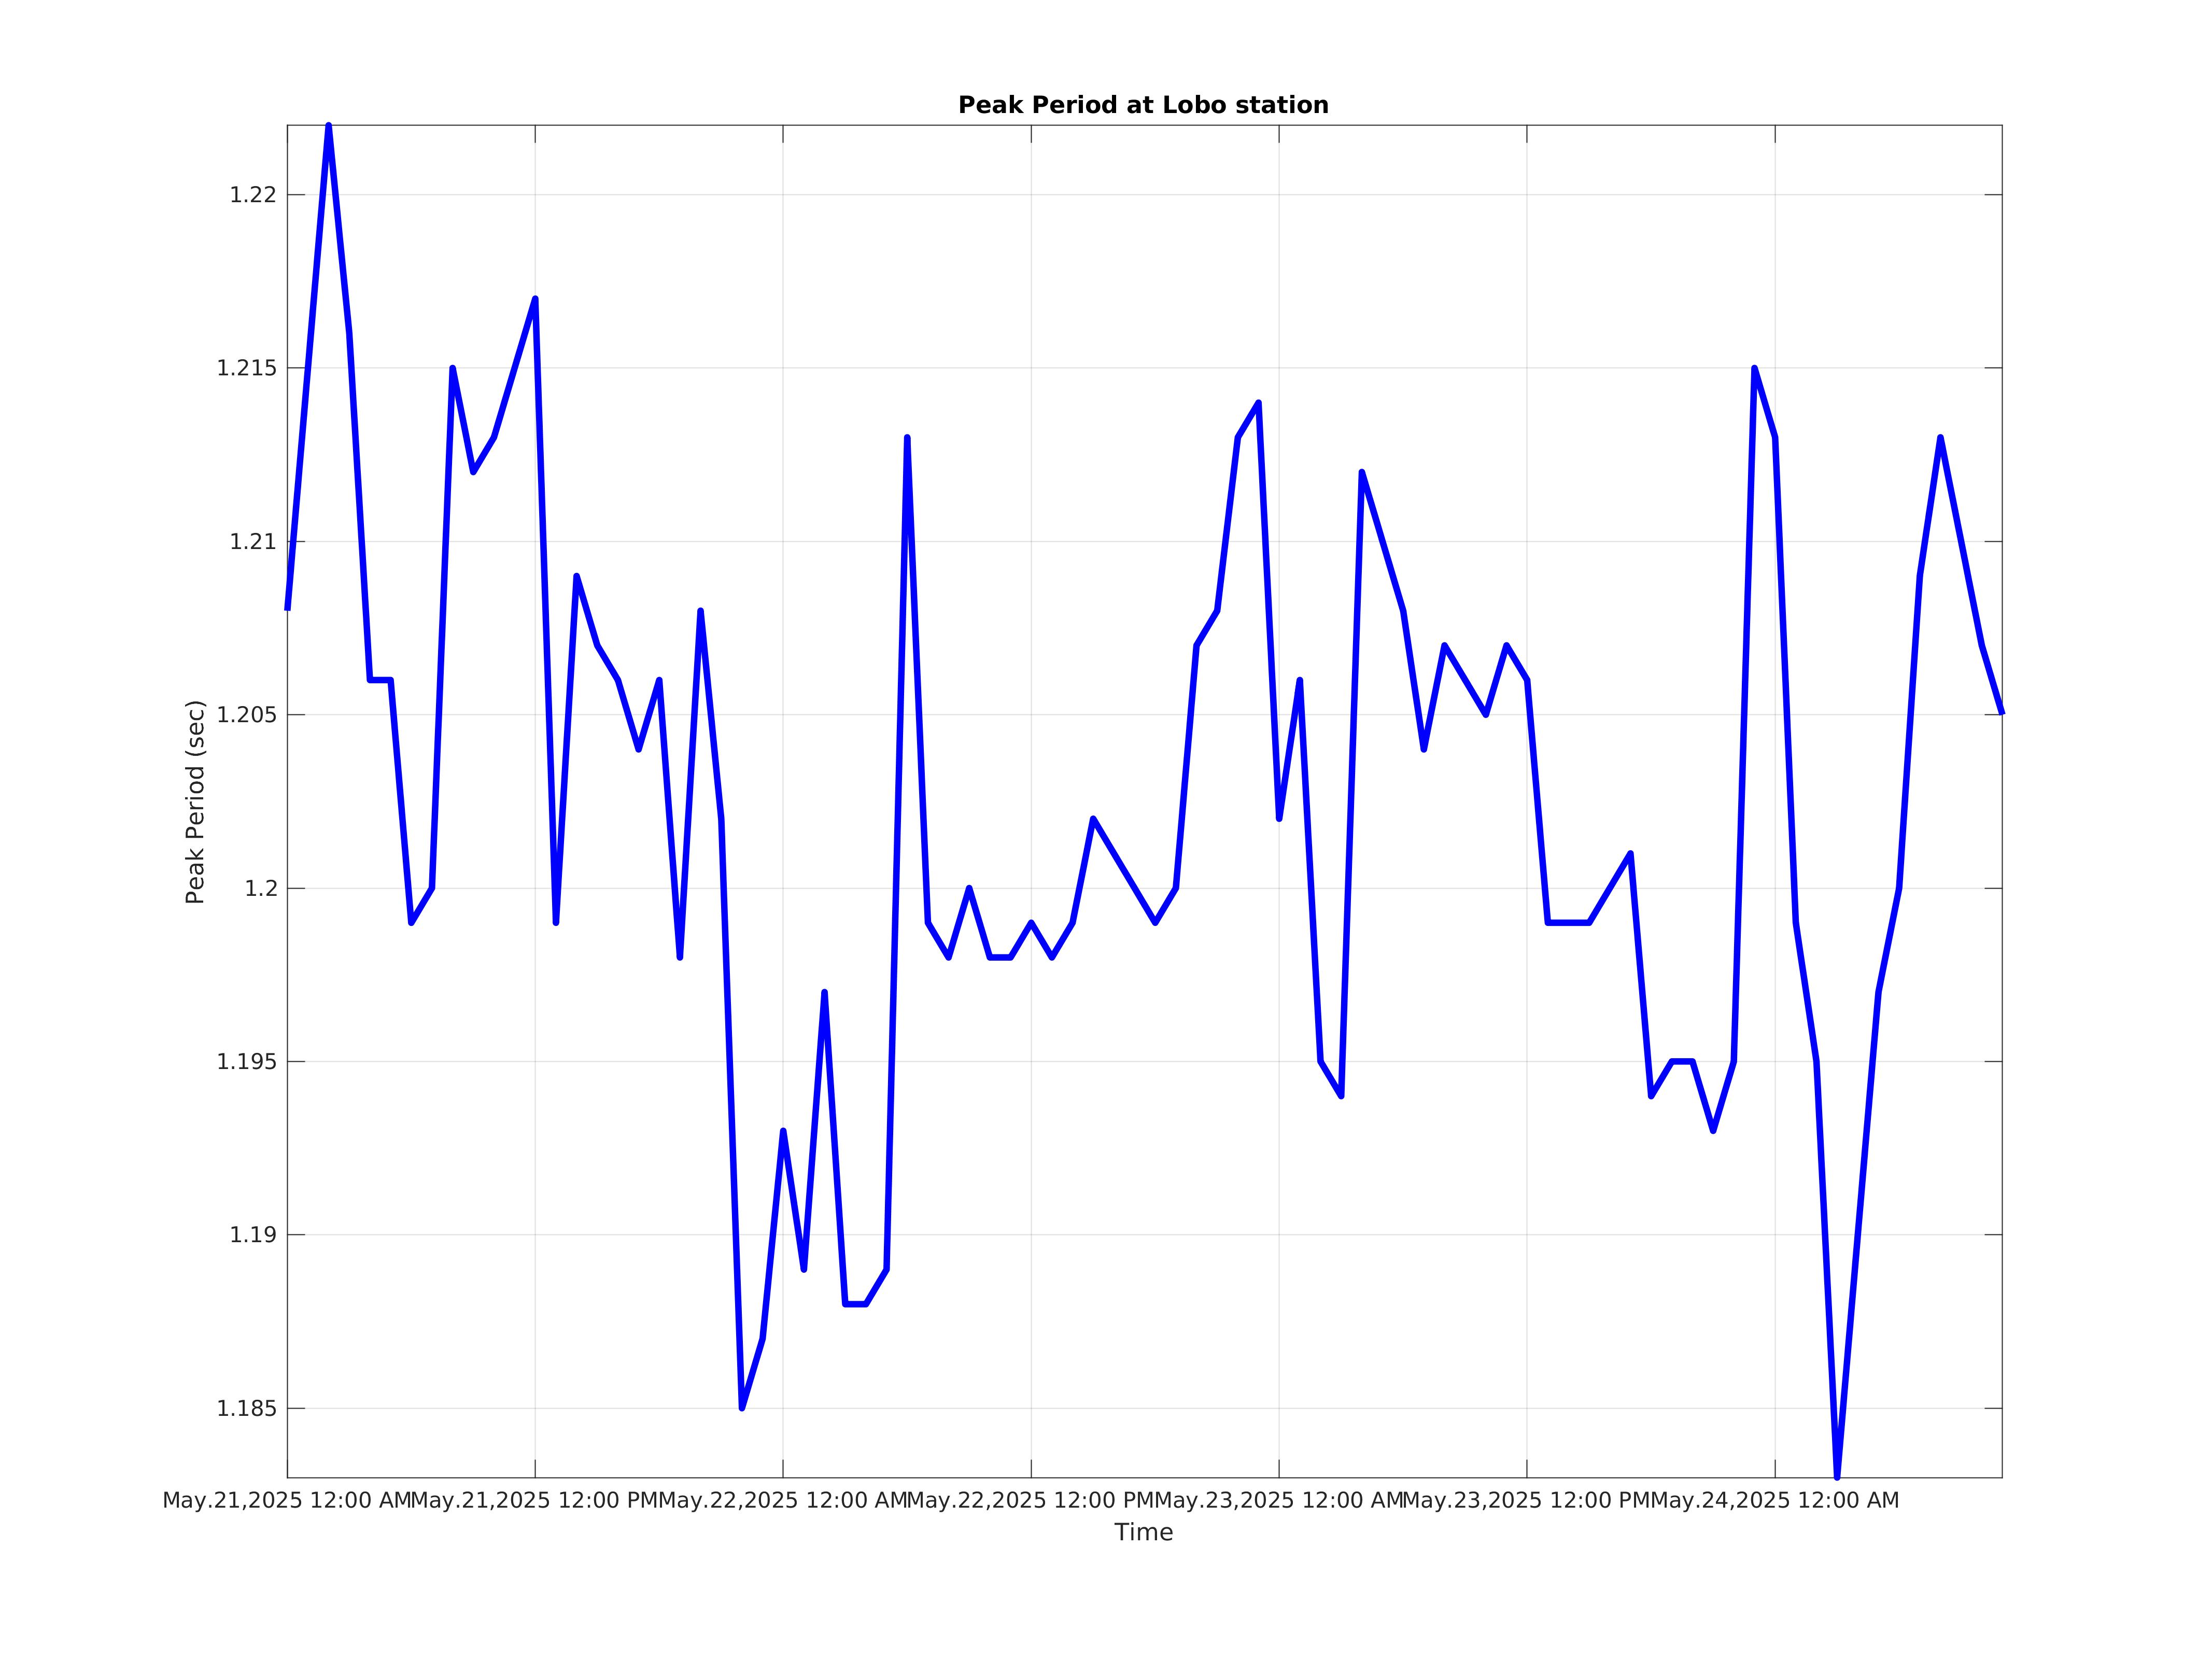 Peak Period at Lobo station
1.22
1.215
1.21
1.205
1.2
1.195
1.19
1.185
Peak Period (sec)
May.21,2025 12:00 AM
May.21,2025 12:00 PM
May.22,2025 12:00 AM
May.22,2025 12:00 PM
May.23,2025 12:00 AM
May.23,2025 12:00 PM
May.24,2025 12:00 AM
Time